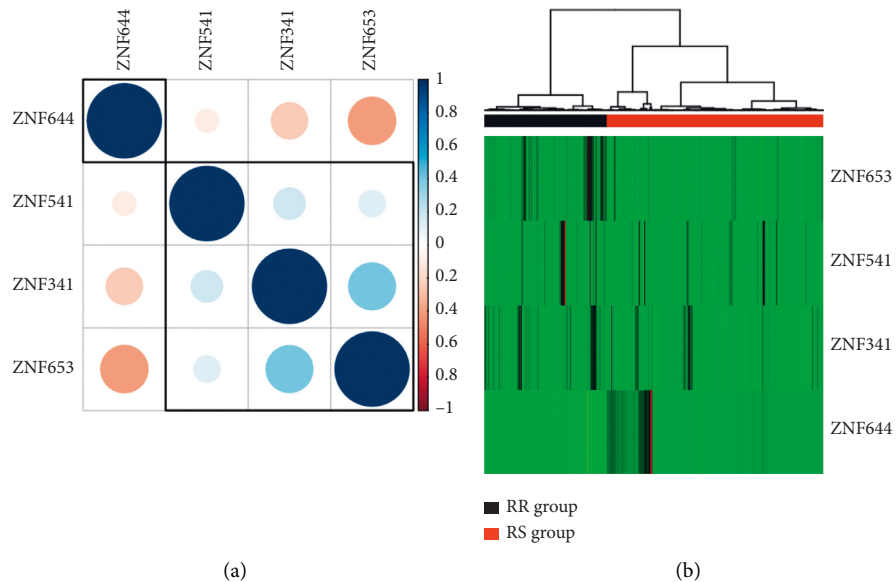 ZNF644
ZNF541
ZNF341
ZNF653
ZNF644
ZNF541
ZNF341
ZNF653
1
0.8
0.6
0.4
0.2
0
0.2
0.4
0.6
0.8
−1
(a)
ZNF653
ZNF541
ZNF341
ZNF644
RR group
RS group
(b)